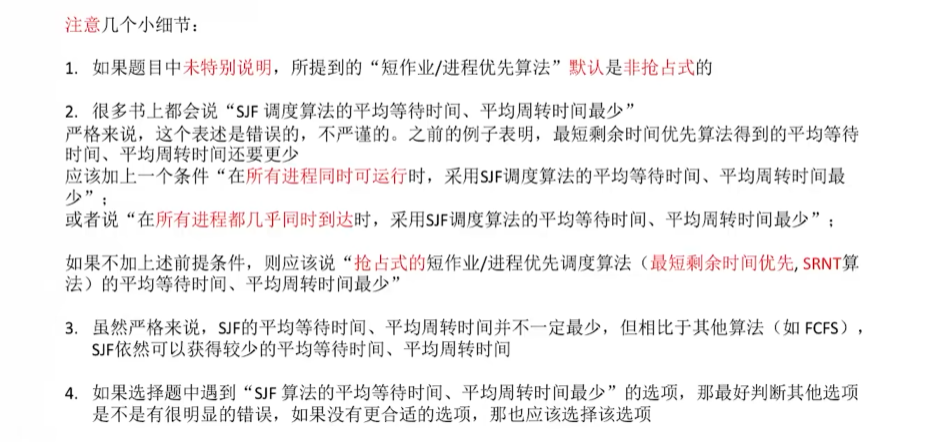 注意几个小细节：
1. 如果题目中未特别说明，所提到的“短作业/进程优先算法”默认是非抢占式的
2. 很多书上都会说“SJF 调度算法的平均等待时间、平均周转时间最少”
严格来说，这个表述是错误的，不严谨的。之前的例子表明，最短剩余时间优先算法得到的平均等待
时间、平均周转时间还要更少
应该加上一个条件“在所有进程同时可运行时，采用SJF调度算法的平均等待时间、平均周转时间最
少”；
或者说“在所有进程都几乎同时到达时，采用SJF调度算法的平均等待时间、平均周转时间最少”；
如果不加上述前提条件，则应该说“抢占式的短作业/进程优先调度算法（最短剩余时间优先, SRNT算
法）的平均等待时间、平均周转时间最少”
3. 虽然严格来说，SJF的平均等待时间、平均周转时间并不一定最少，但相比于其他算法（如 FCFS），
SJF依然可以获得较少的平均等待时间、平均周转时间
4. 如果选择题中遇到“SJF 算法的平均等待时间、平均周转时间最少”的选项，那最好判断其他选项
是不是有很明显的错误，如果没有更合适的选项，那也应该选择该选项